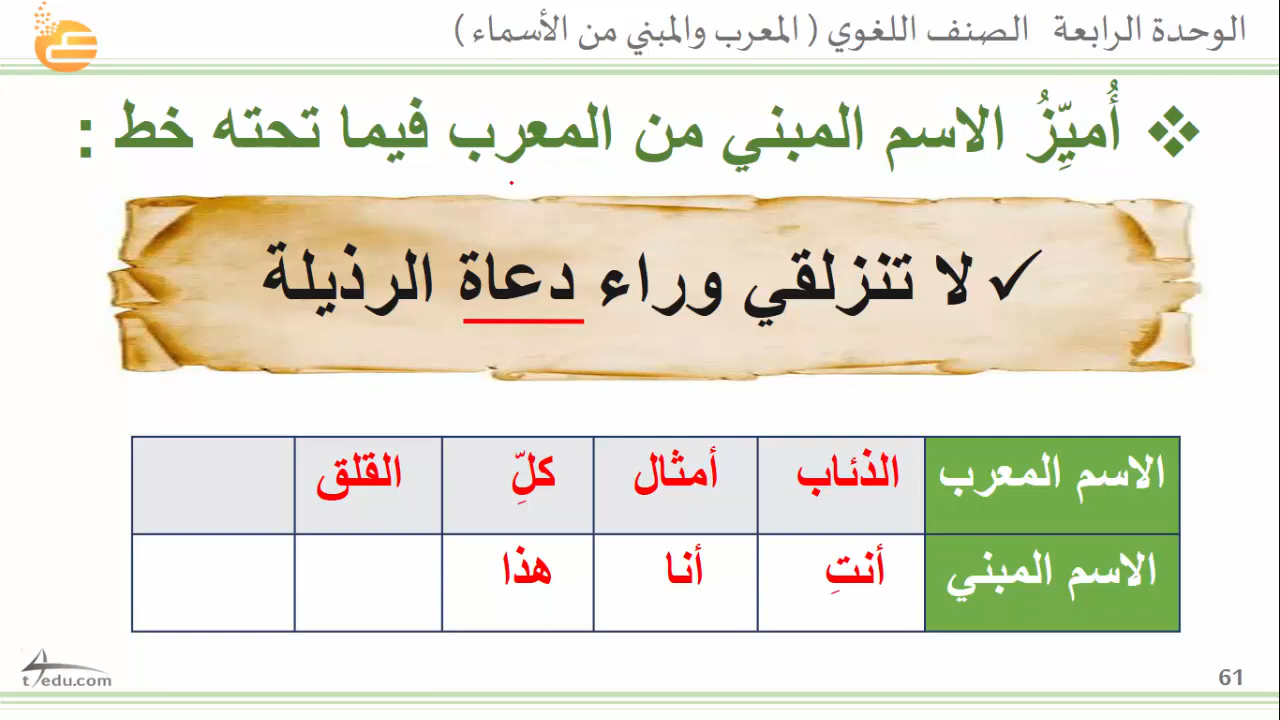 الوحدة الرابعة الصنف اللغوي ( المعرب والمبني من الأسماء )
❖ أُميِّزُ الاسم المبني من المعرب فيما تحته خط :
✓ لا تنزلقي وراء دعاة الرذيلة
الاسم المعرب الذئاب أمثال كلِّ القلق
الاسم المبني أنتِ أنا هذا
t4edu.com
61